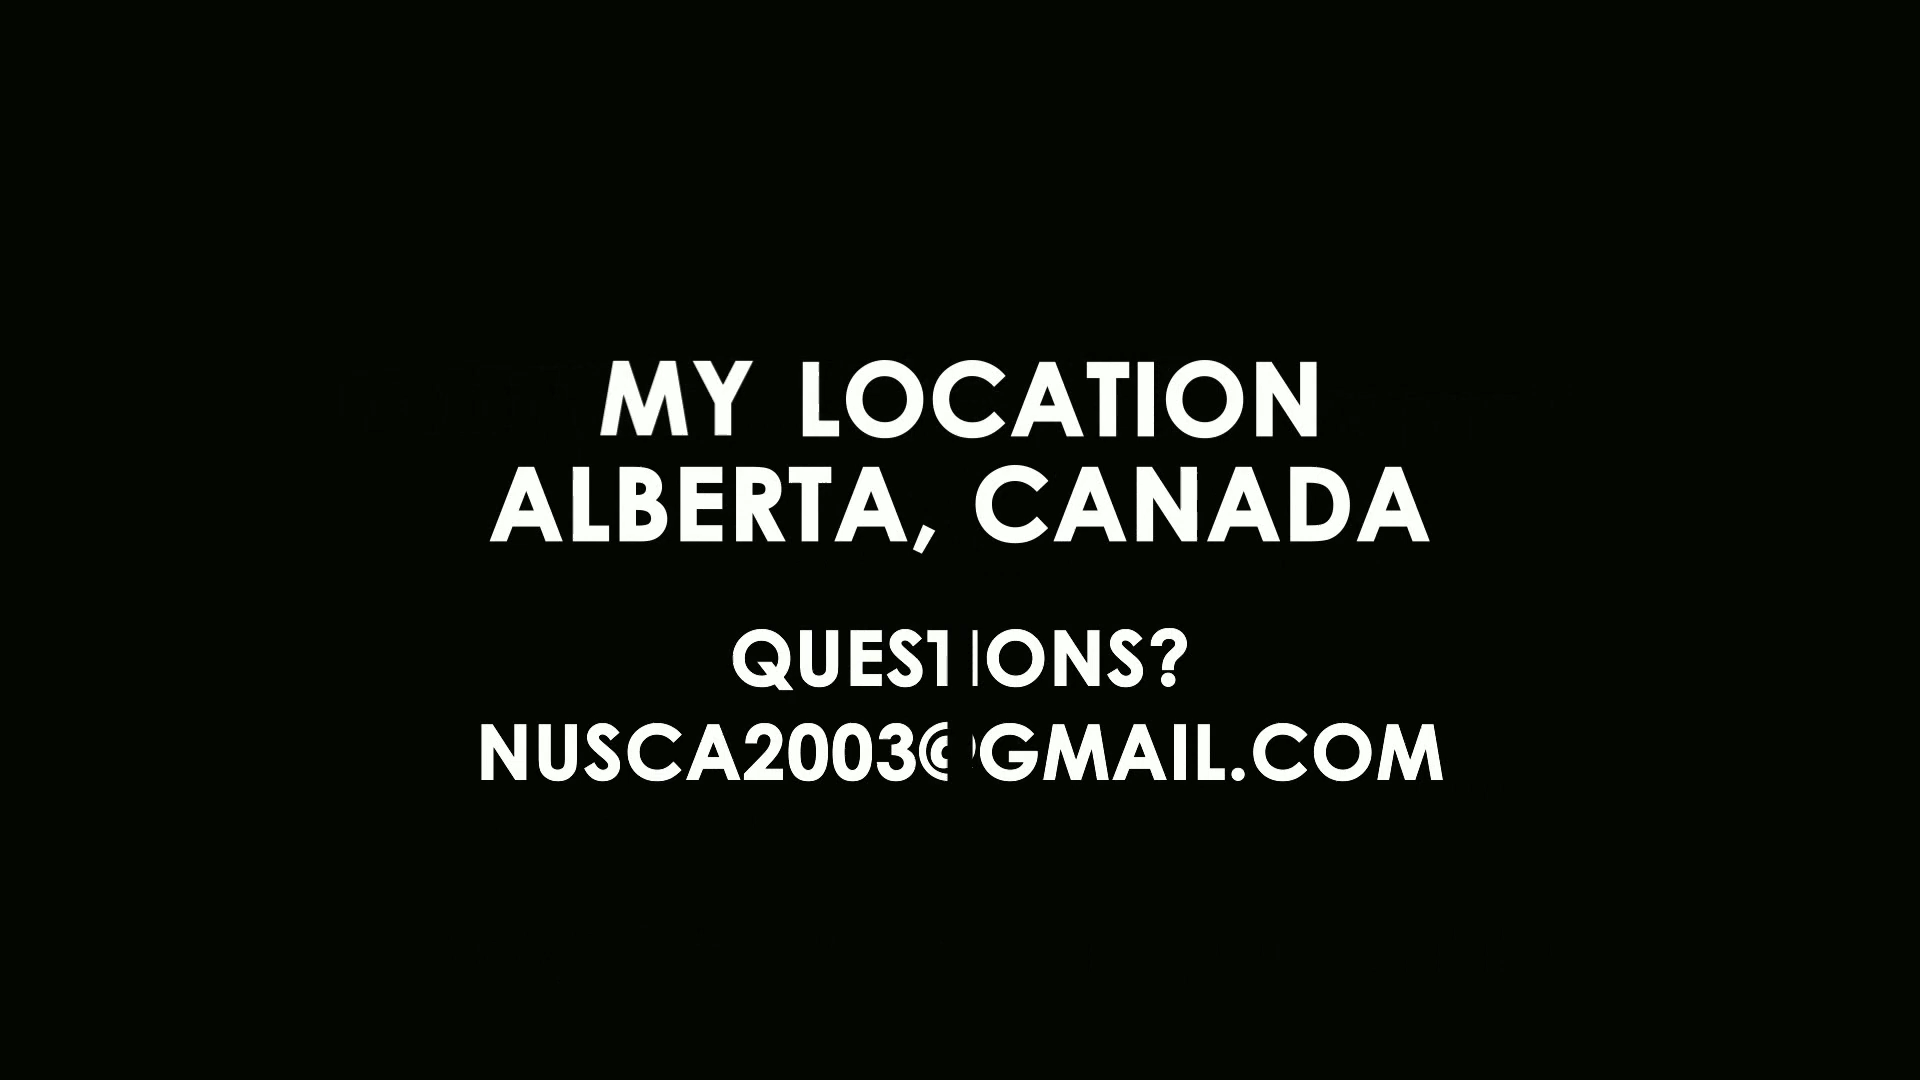 MY LOCATION
ALBERTA, CANADA
QUESTIONS?
NUSCA2003@GMAIL.COM